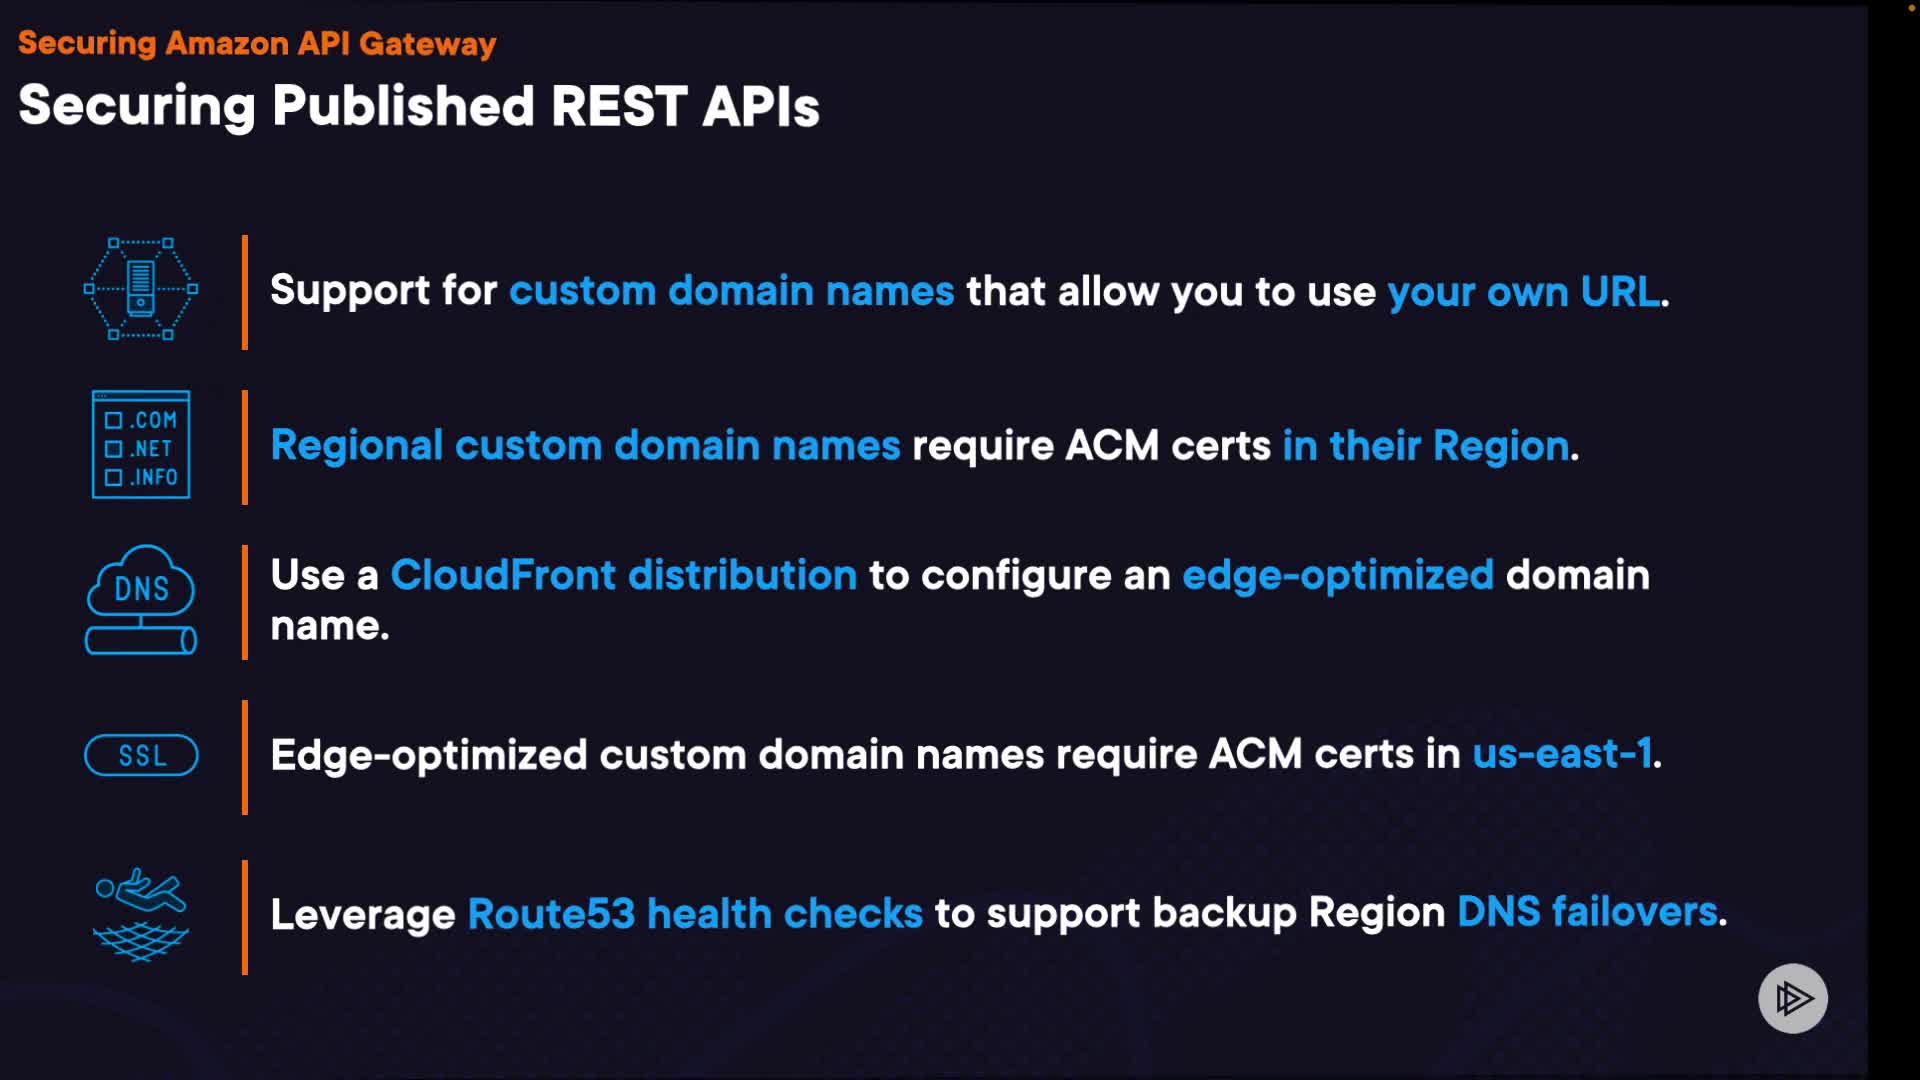 Securing Amazon API Gateway
Securing Published REST APIs
Support for custom domain names that allow you to use your own URL.
.COM
.NET
.INFO
Regional custom domain names require ACM certs in their Region.
DNS
Use a CloudFront distribution to configure an edge-optimized domain
name.
SSL
Edge-optimized custom domain names require ACM certs in us-east-1.
Leverage Route53 health checks to support backup Region DNS failovers.